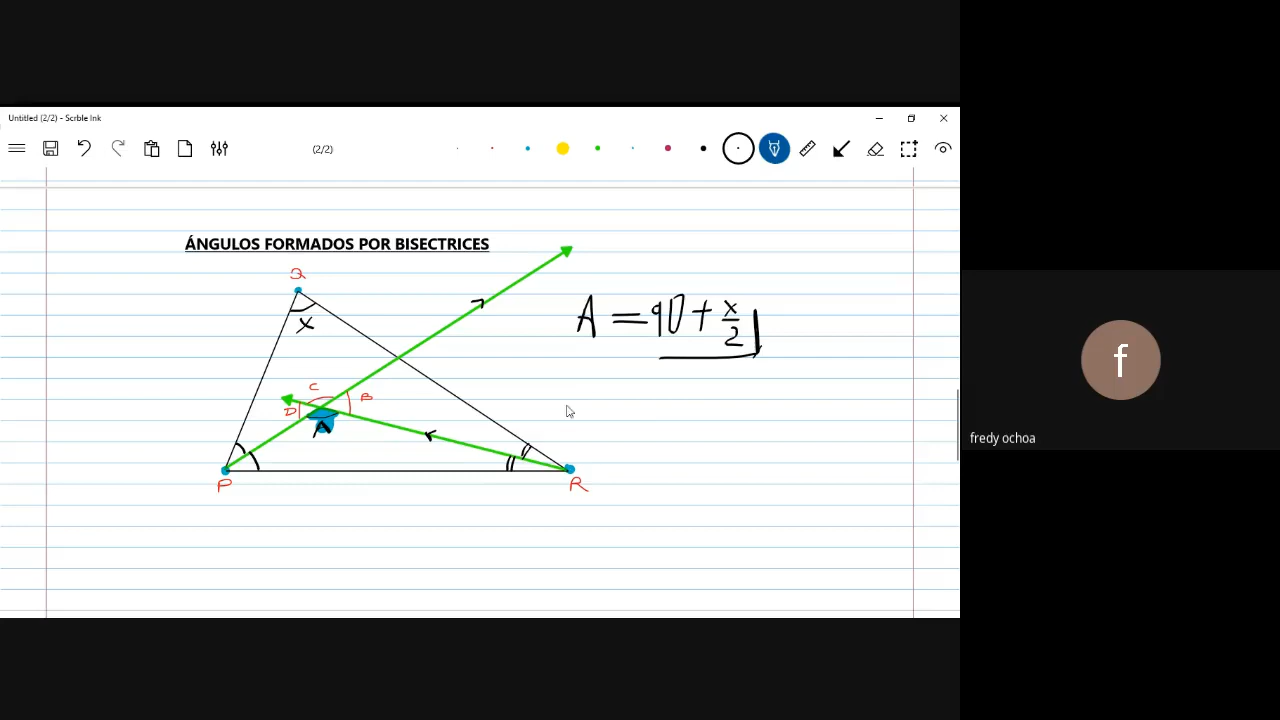 Untitled (2/2) - Scrble Ink
(2/2)
ÁNGULOS FORMADOS POR BISECTRICES
Q
X
A = 90 + x/2
C
D
B
A
P
R
f
fredy ochoa